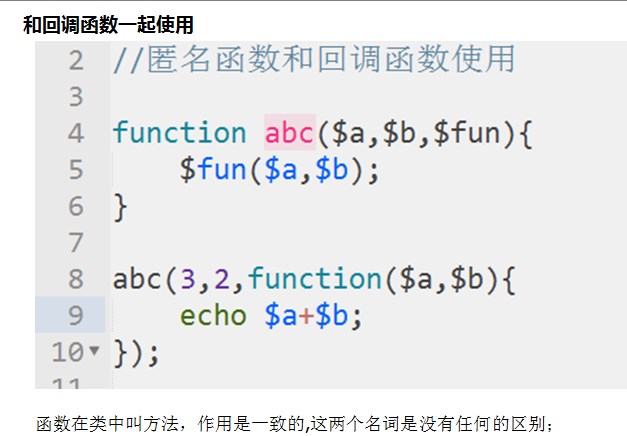 和回调函数一起使用
2 //匿名函数和回调函数使用
3
4 function abc($a,$b,$fun){
5 $fun($a,$b);
6 }
7
8 abc(3,2,function($a,$b){
9 echo $a+$b;
10 });
11
函数在类中叫方法，作用是一致的,这两个名词是没有任何的区别；